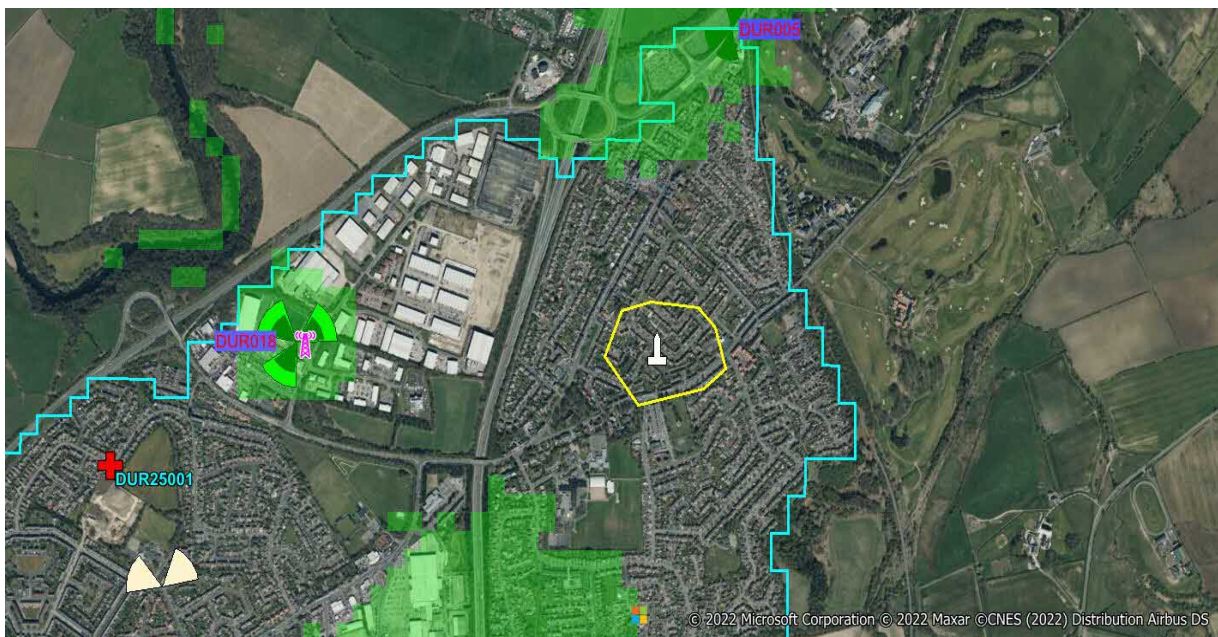 DUR005
DUR018
DUR25001
© 2022 Microsoft Corporation © 2022 Maxar ©CNES (2022) Distribution Airbus DS